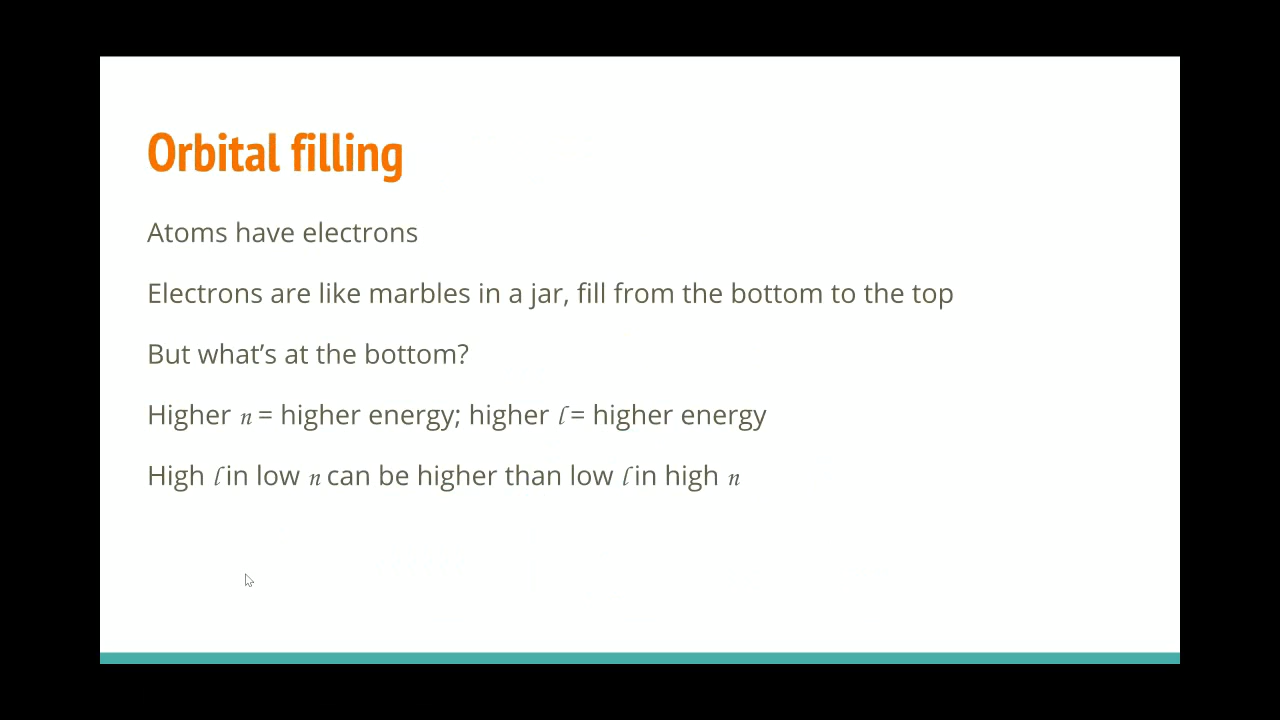 Orbital filling
Atoms have electrons
Electrons are like marbles in a jar, fill from the bottom to the top
But what’s at the bottom?
Higher n = higher energy; higher l = higher energy
High l in low n can be higher than low l in high n